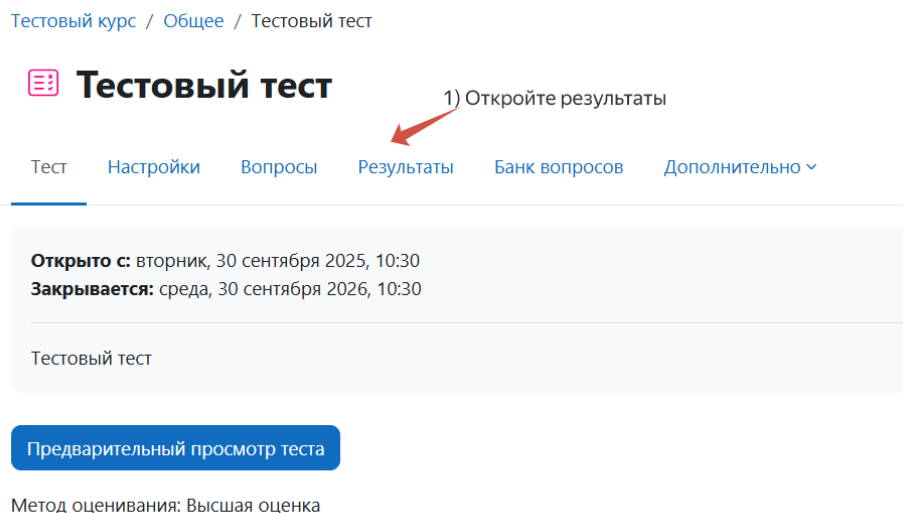 Тестовый курс / Общее / Тестовый тест
Тестовый тест
1) Откройте результаты
Тест Настройки Вопросы Результаты Банк вопросов Дополнительно
Открыто с: вторник, 30 сентября 2025, 10:30
Закрывается: среда, 30 сентября 2026, 10:30
Тестовый тест
Предварительный просмотр теста
Метод оценивания: Высшая оценка